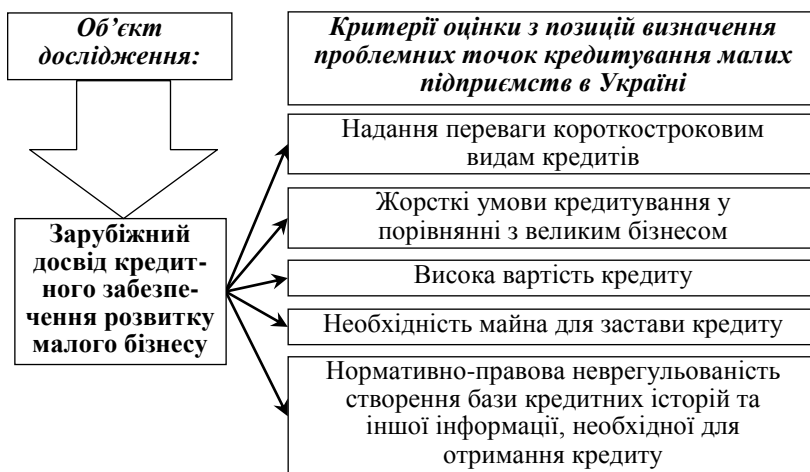 Об’єкт
дослідження:
Критерії оцінки з позицій визначення
проблемних точок кредитування малих
підприємств в Україні
Зарубіжний
досвід кредит-
ного забезпе-
чення розвитку
малого бізнесу
Надання переваги короткостроковим
видам кредитів
Жорсткі умови кредитування у
порівнянні з великим бізнесом
Висока вартість кредиту
Необхідність майна для застави кредиту
Нормативно-правова неврегульованість
створення бази кредитних історій та
іншої інформації, необхідної для
отримання кредиту